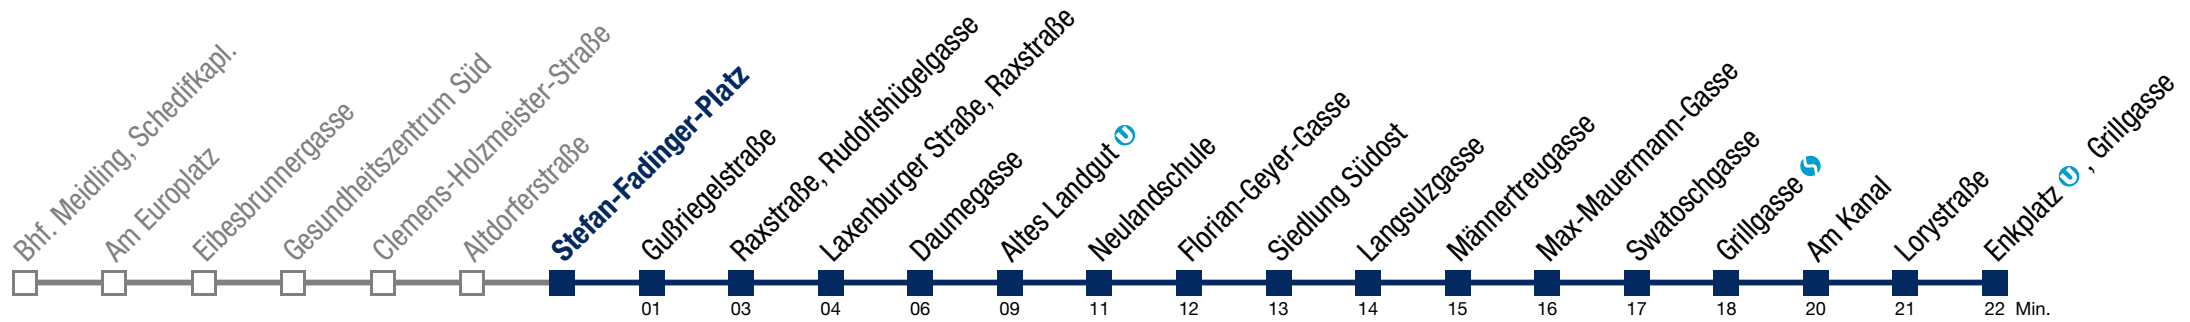 Bhf. Meidling, Schedifkapl.
Am Europlatz
Eibesbrunnergasse
Gesundheitszentrum Süd
Clemens-Holzmeister-Straße
Altdorferstraße
Stefan-Fadinger-Platz
Gußriegelstraße
Raxstraße, Rudolfshügelgasse
Laxenburger Straße, Raxstraße
Daumegasse
Altes Landgut U
Neulandschule
Florian-Geyer-Gasse
Siedlung Südost
Langsulzgasse
Männertreugasse
Max-Mauermann-Gasse
Swatoschgasse
Grillgasse S
Am Kanal
Lorystraße
Enkplatz U , Grillgasse
01 03 04 06 09 11 12 13 14 15 16 17 18 20 21 22 Min.